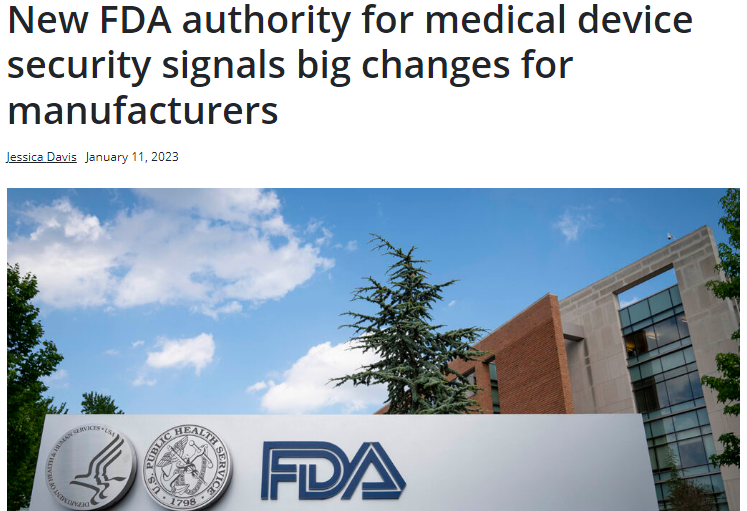 New FDA authority for medical device
security signals big changes for
manufacturers
Jessica Davis January 11, 2023
DEPARTMENT OF HEALTH & HUMAN SERVICES • USA
U.S. PUBLIC HEALTH SERVICE
1798
FDA